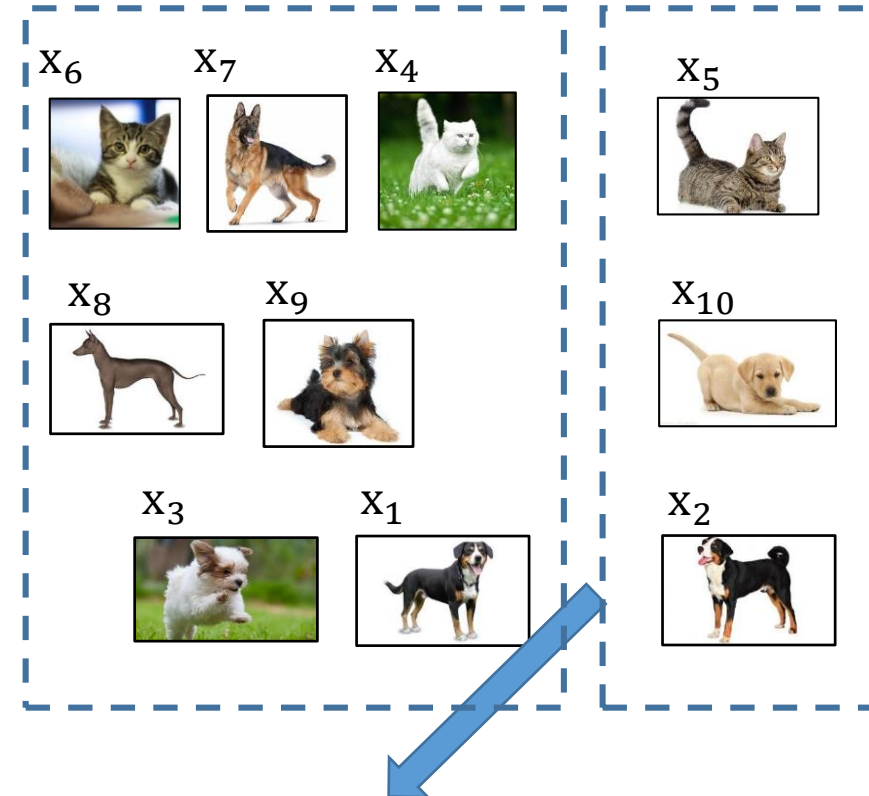 x₆ x₇ x₄ x₅
x₈ x₉ x₁₀
x₃ x₁ x₂